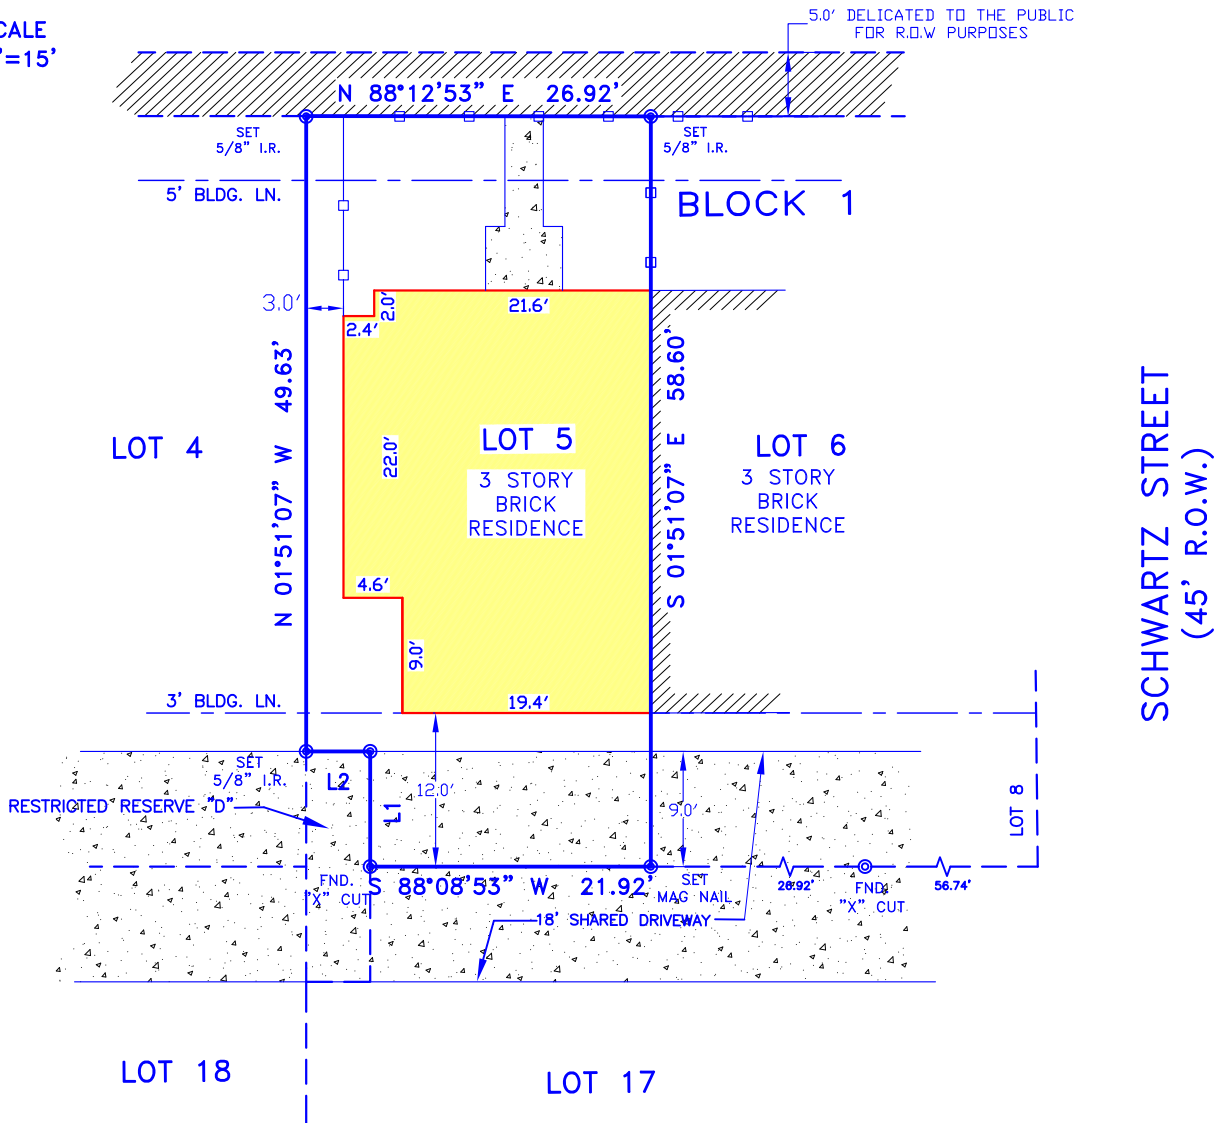 CALE
'=15'
5.0' DELICATED TO THE PUBLIC
FOR R.O.W PURPOSES
N 88°12'53" E 26.92'
SET
5/8" I.R.
SET
5/8" I.R.
5' BLDG. LN.
BLOCK 1
3.0'
2.0'
2.4'
21.6'
N 01°51'07" W 49.63'
S 01°51'07" E 58.60'
LOT 4
22.0'
LOT 5
3 STORY
BRICK
RESIDENCE
LOT 6
3 STORY
BRICK
RESIDENCE
SCHWARTZ STREET
(45' R.O.W.)
4.6'
9.0'
3' BLDG. LN.
19.4'
SET
5/8" I.R.
L2
L1
12.0'
9.0'
RESTRICTED RESERVE "D"
LOT 8
FND.
"X" CUT
S 88°08'53" W 21.92'
SET
MAG NAIL
26.92'
FND.
"X" CUT
56.74'
18' SHARED DRIVEWAY
LOT 18
LOT 17